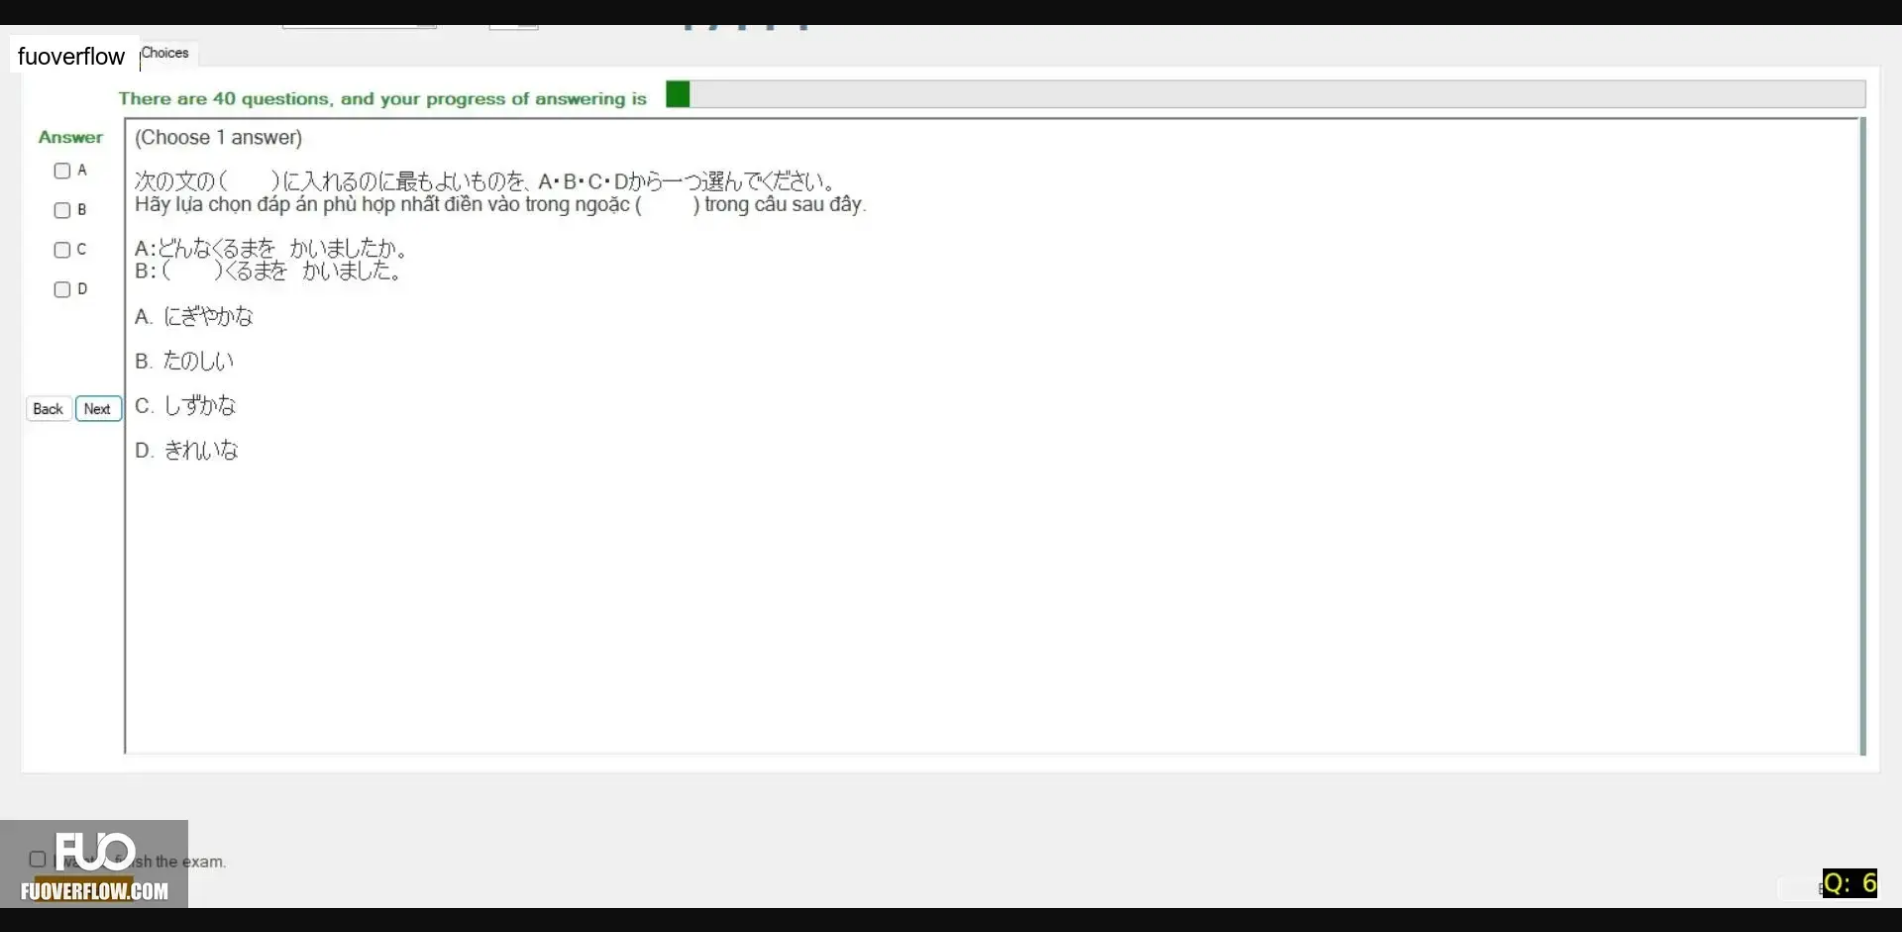 fuoverflow
Choices
There are 40 questions, and your progress of answering is
Answer
A
B
C
D
Back
Next
(Choose 1 answer)
次の文の(　　)に入れるのに最もよいものを、A・B・C・Dから一つ選んでください。
Hãy lựa chọn đáp án phù hợp nhất điền vào trong ngoặc (　　) trong câu sau đây.
A:どんなくるまを　かいましたか。
B:(　　)くるまを　かいました。
A. にぎやかな
B. たのしい
C. しずかな
D. きれいな
FUO
the exam.
FUOVERFLOW.COM
Q: 6